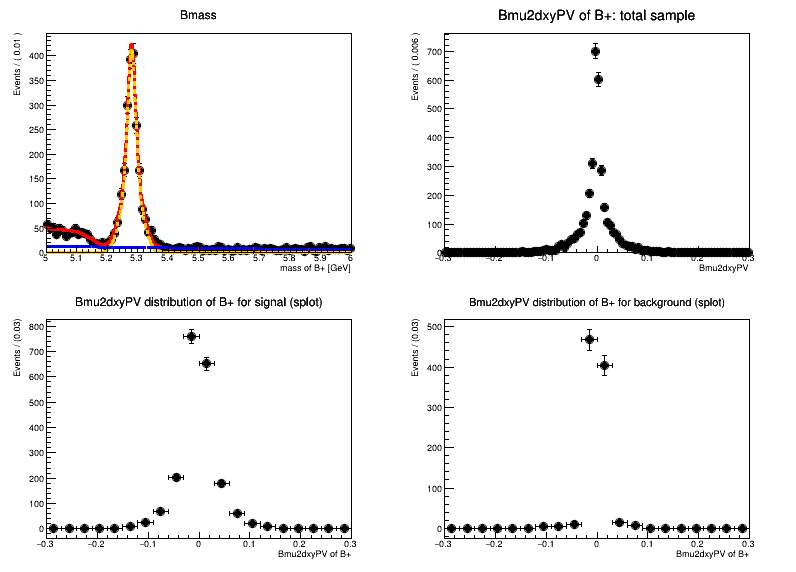 Bmass
Events / ( 0.01 )
400
350
300
250
200
150
100
50
0
5 5.1 5.2 5.3 5.4 5.5 5.6 5.7 5.8 5.9 6
mass of B+ [GeV]
Bmu2dxyPV of B+: total sample
Events / ( 0.006 )
700
600
500
400
300
200
100
0
−0.3 −0.2 −0.1 0 0.1 0.2 0.3
Bmu2dxyPV
Bmu2dxyPV distribution of B+ for signal (splot)
Events / (0.03)
800
700
600
500
400
300
200
100
0
−0.3 −0.2 −0.1 0 0.1 0.2 0.3
Bmu2dxyPV of B+
Bmu2dxyPV distribution of B+ for background (splot)
Events / (0.03)
500
400
300
200
100
0
−0.3 −0.2 −0.1 0 0.1 0.2 0.3
Bmu2dxyPV of B+